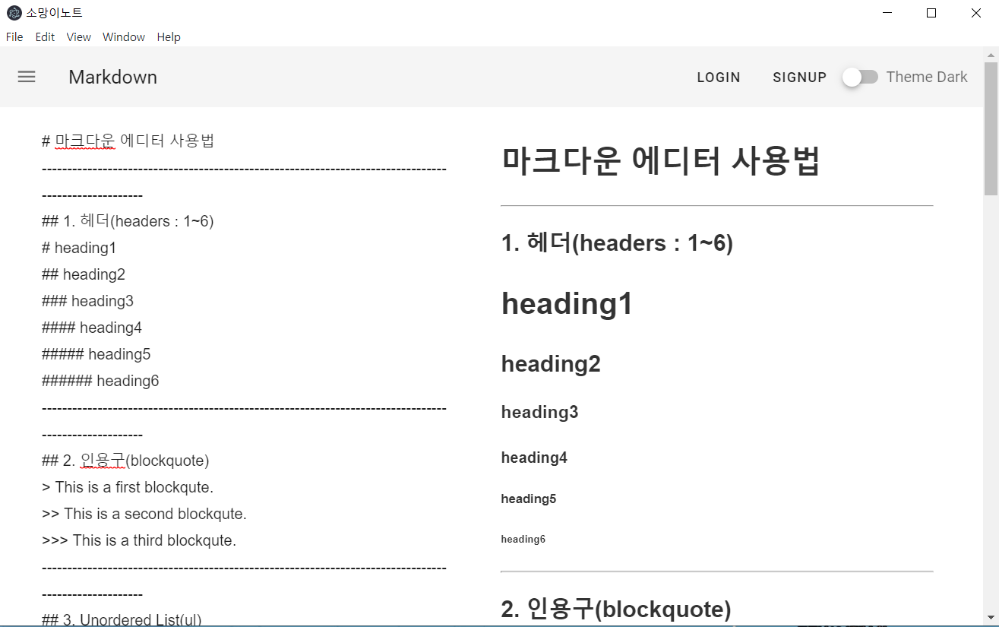 소망이노트
File Edit View Window Help
Markdown LOGIN SIGNUP Theme Dark
# 마크다운 에디터 사용법
--------------------------------------------------------------------------------
--------------------
## 1. 헤더(headers : 1~6)
# heading1
## heading2
### heading3
#### heading4
##### heading5
###### heading6
--------------------------------------------------------------------------------
--------------------
## 2. 인용구(blockquote)
> This is a first blockqute.
>> This is a second blockqute.
>>> This is a third blockqute.
--------------------------------------------------------------------------------
--------------------
## 3. Unordered List(ul)
마크다운 에디터 사용법
1. 헤더(headers : 1~6)
heading1
heading2
heading3
heading4
heading5
heading6
2. 인용구(blockquote)